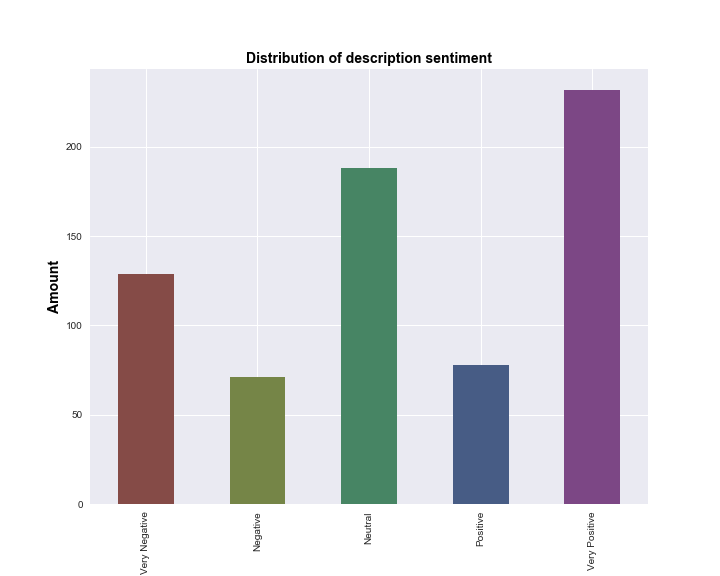 Distribution of description sentiment
Amount
200
150
100
50
0
Very Negative
Negative
Neutral
Positive
Very Positive